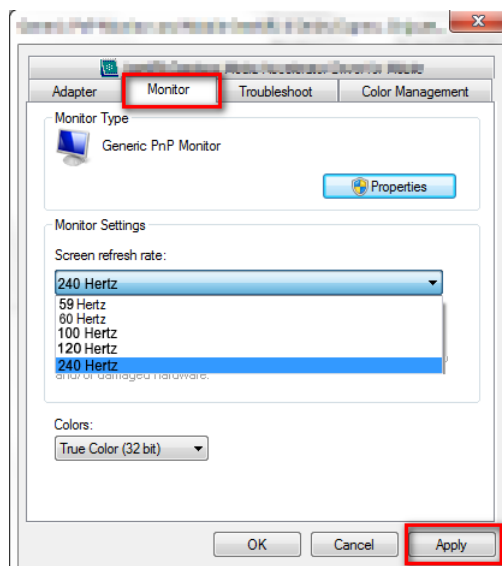 Adapter
Monitor
Troubleshoot
Color Management
Monitor Type
Generic PnP Monitor
Properties
Monitor Settings
Screen refresh rate:
240 Hertz
59 Hertz
60 Hertz
100 Hertz
120 Hertz
240 Hertz
and/or damaged hardware.
Colors:
True Color (32 bit)
OK
Cancel
Apply